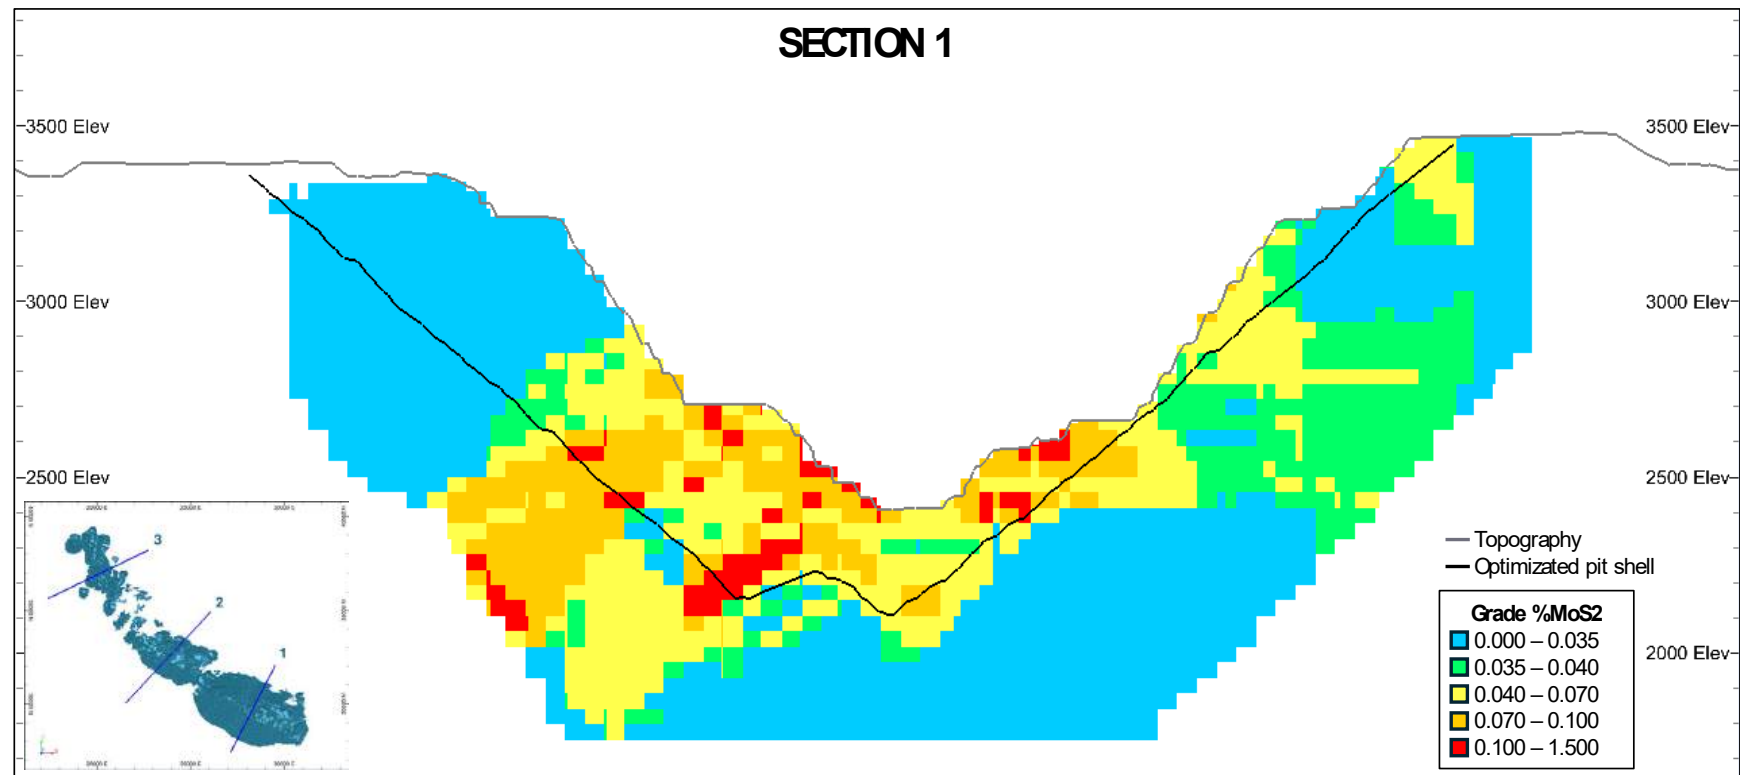 SECTION 1
3500 Elev
3500 Elev
3000 Elev
3000 Elev
2500 Elev
2500 Elev
2000 Elev
3
2
1
Topography
Optimizated pit shell
Grade %MoS2
0.000 – 0.035
0.035 – 0.040
0.040 – 0.070
0.070 – 0.100
0.100 – 1.500